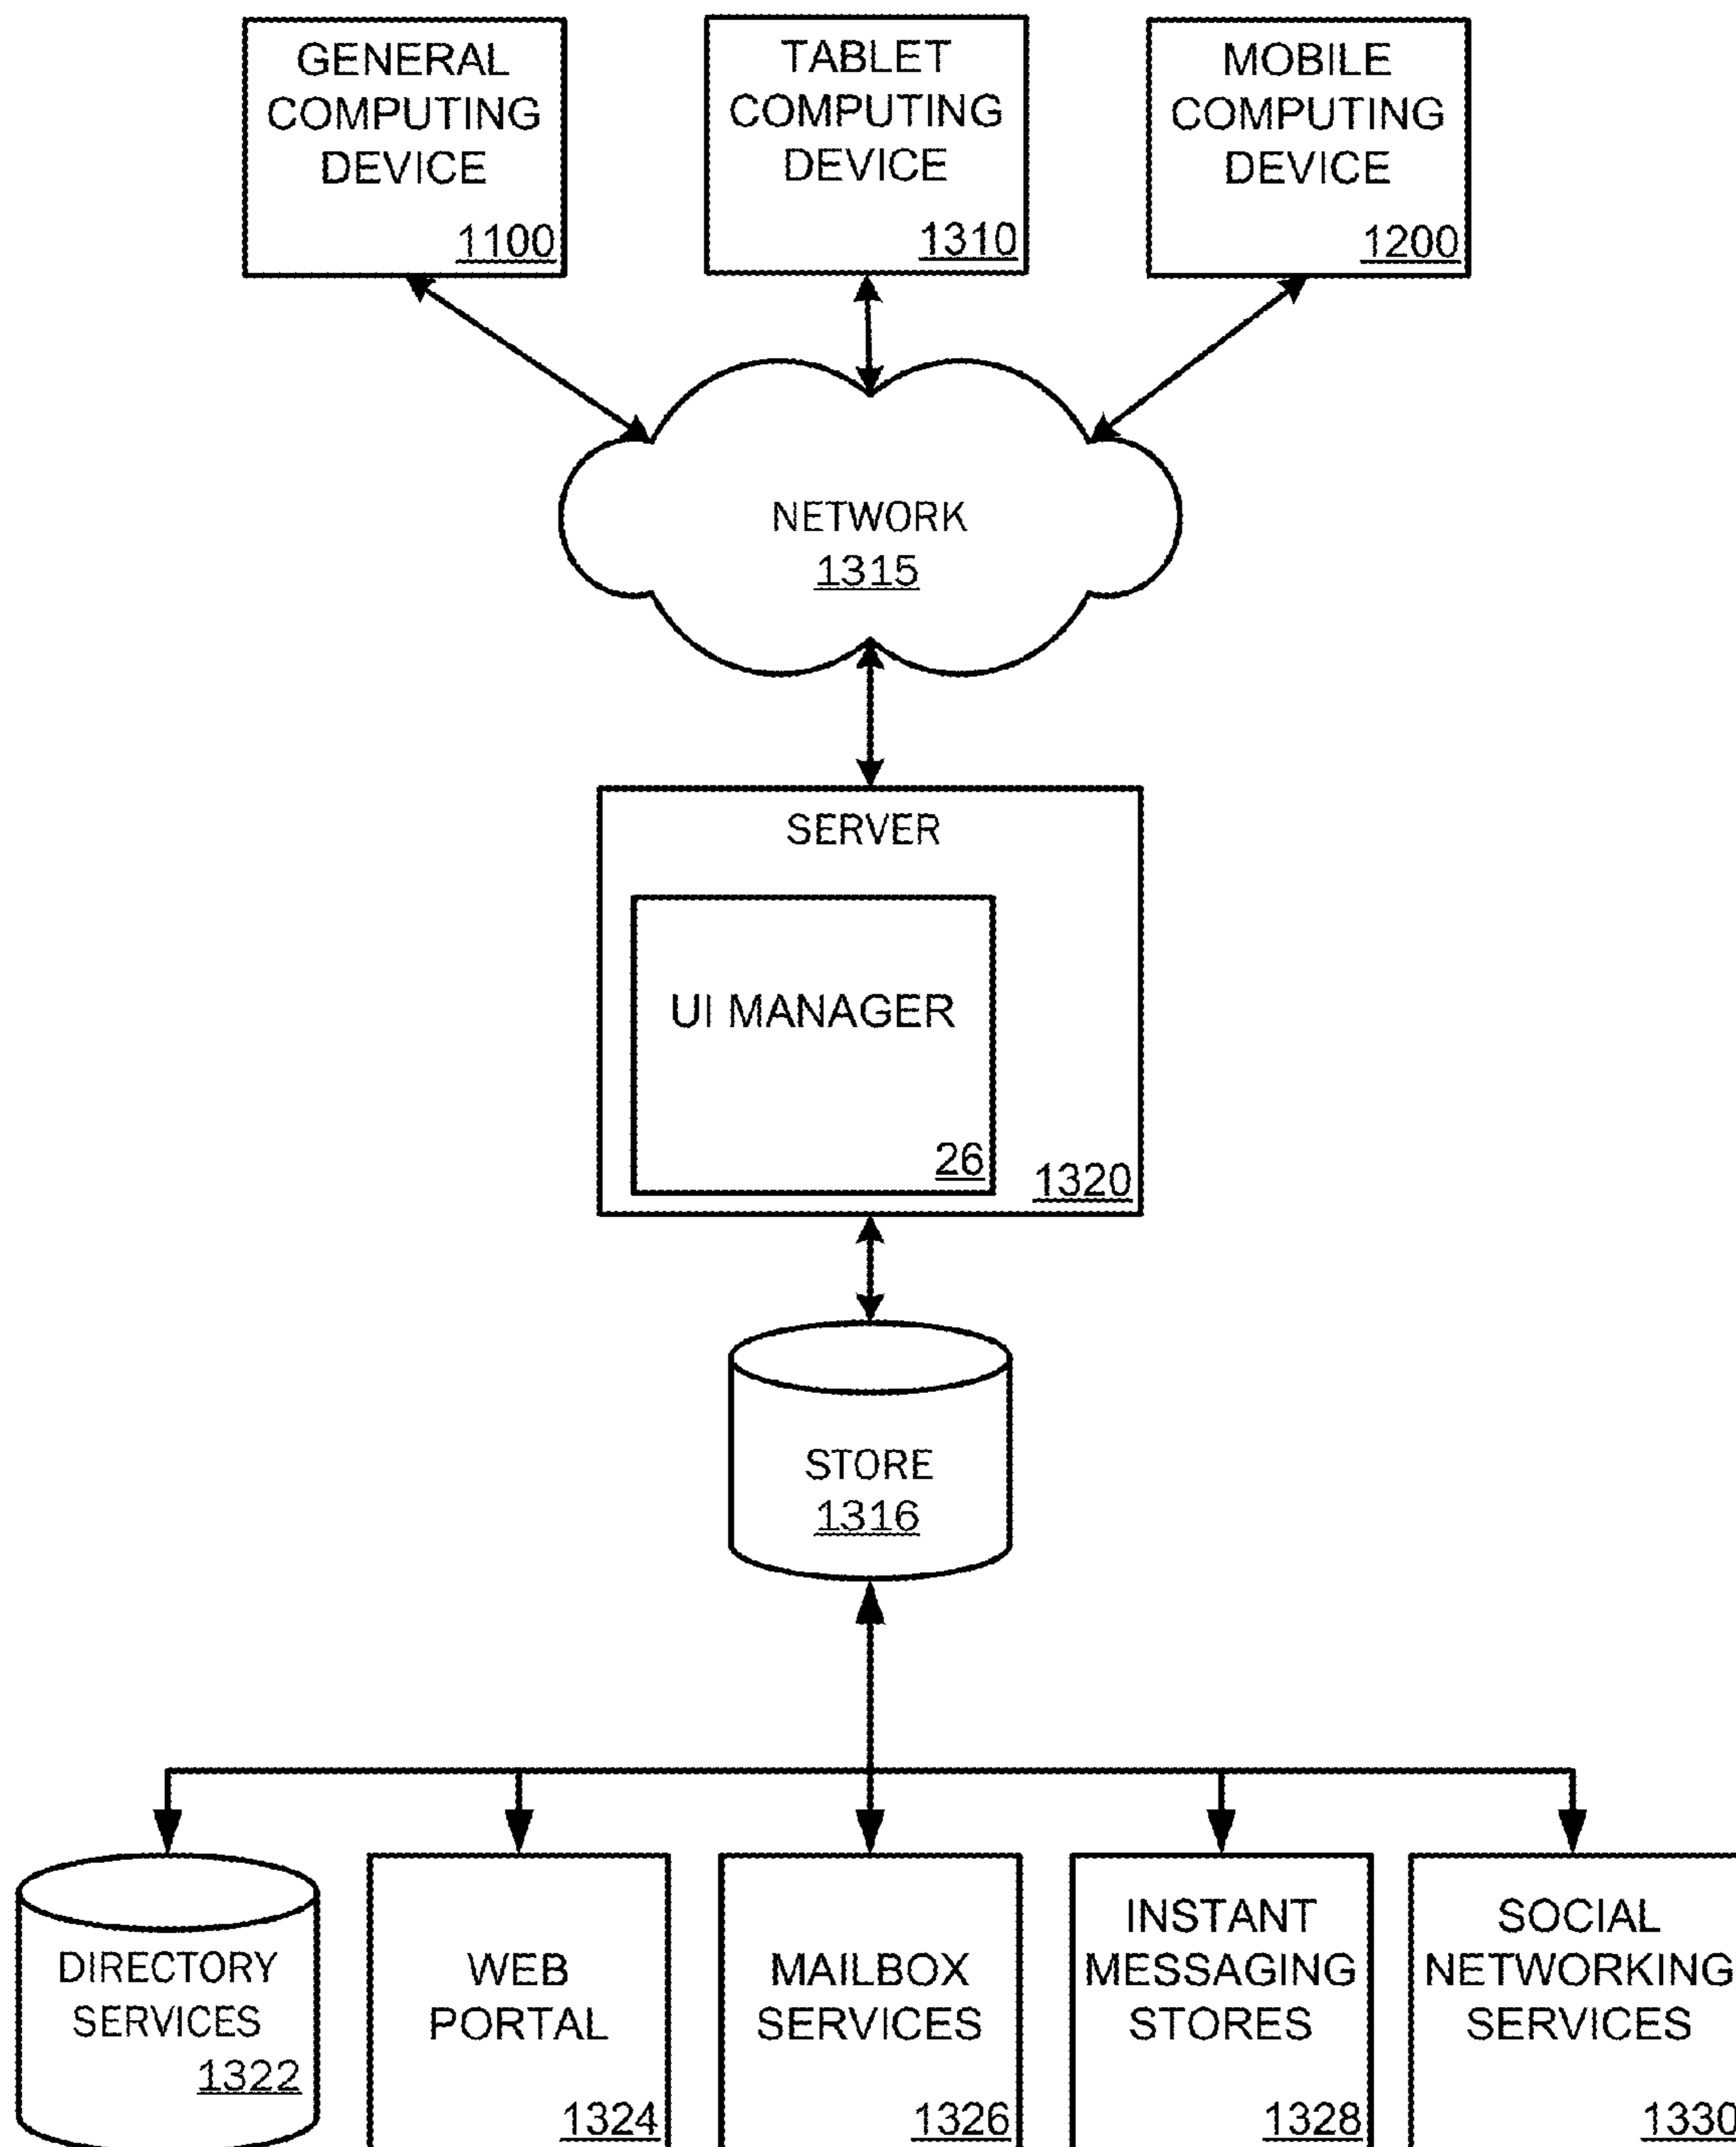 GENERAL
COMPUTING
DEVICE
1100
TABLET
COMPUTING
DEVICE
1310
MOBILE
COMPUTING
DEVICE
1200
NETWORK
1315
SERVER
UI MANAGER
26
1320
STORE
1316
DIRECTORY
SERVICES
1322
WEB
PORTAL
1324
MAILBOX
SERVICES
1326
INSTANT
MESSAGING
STORES
1328
SOCIAL
NETWORKING
SERVICES
1330